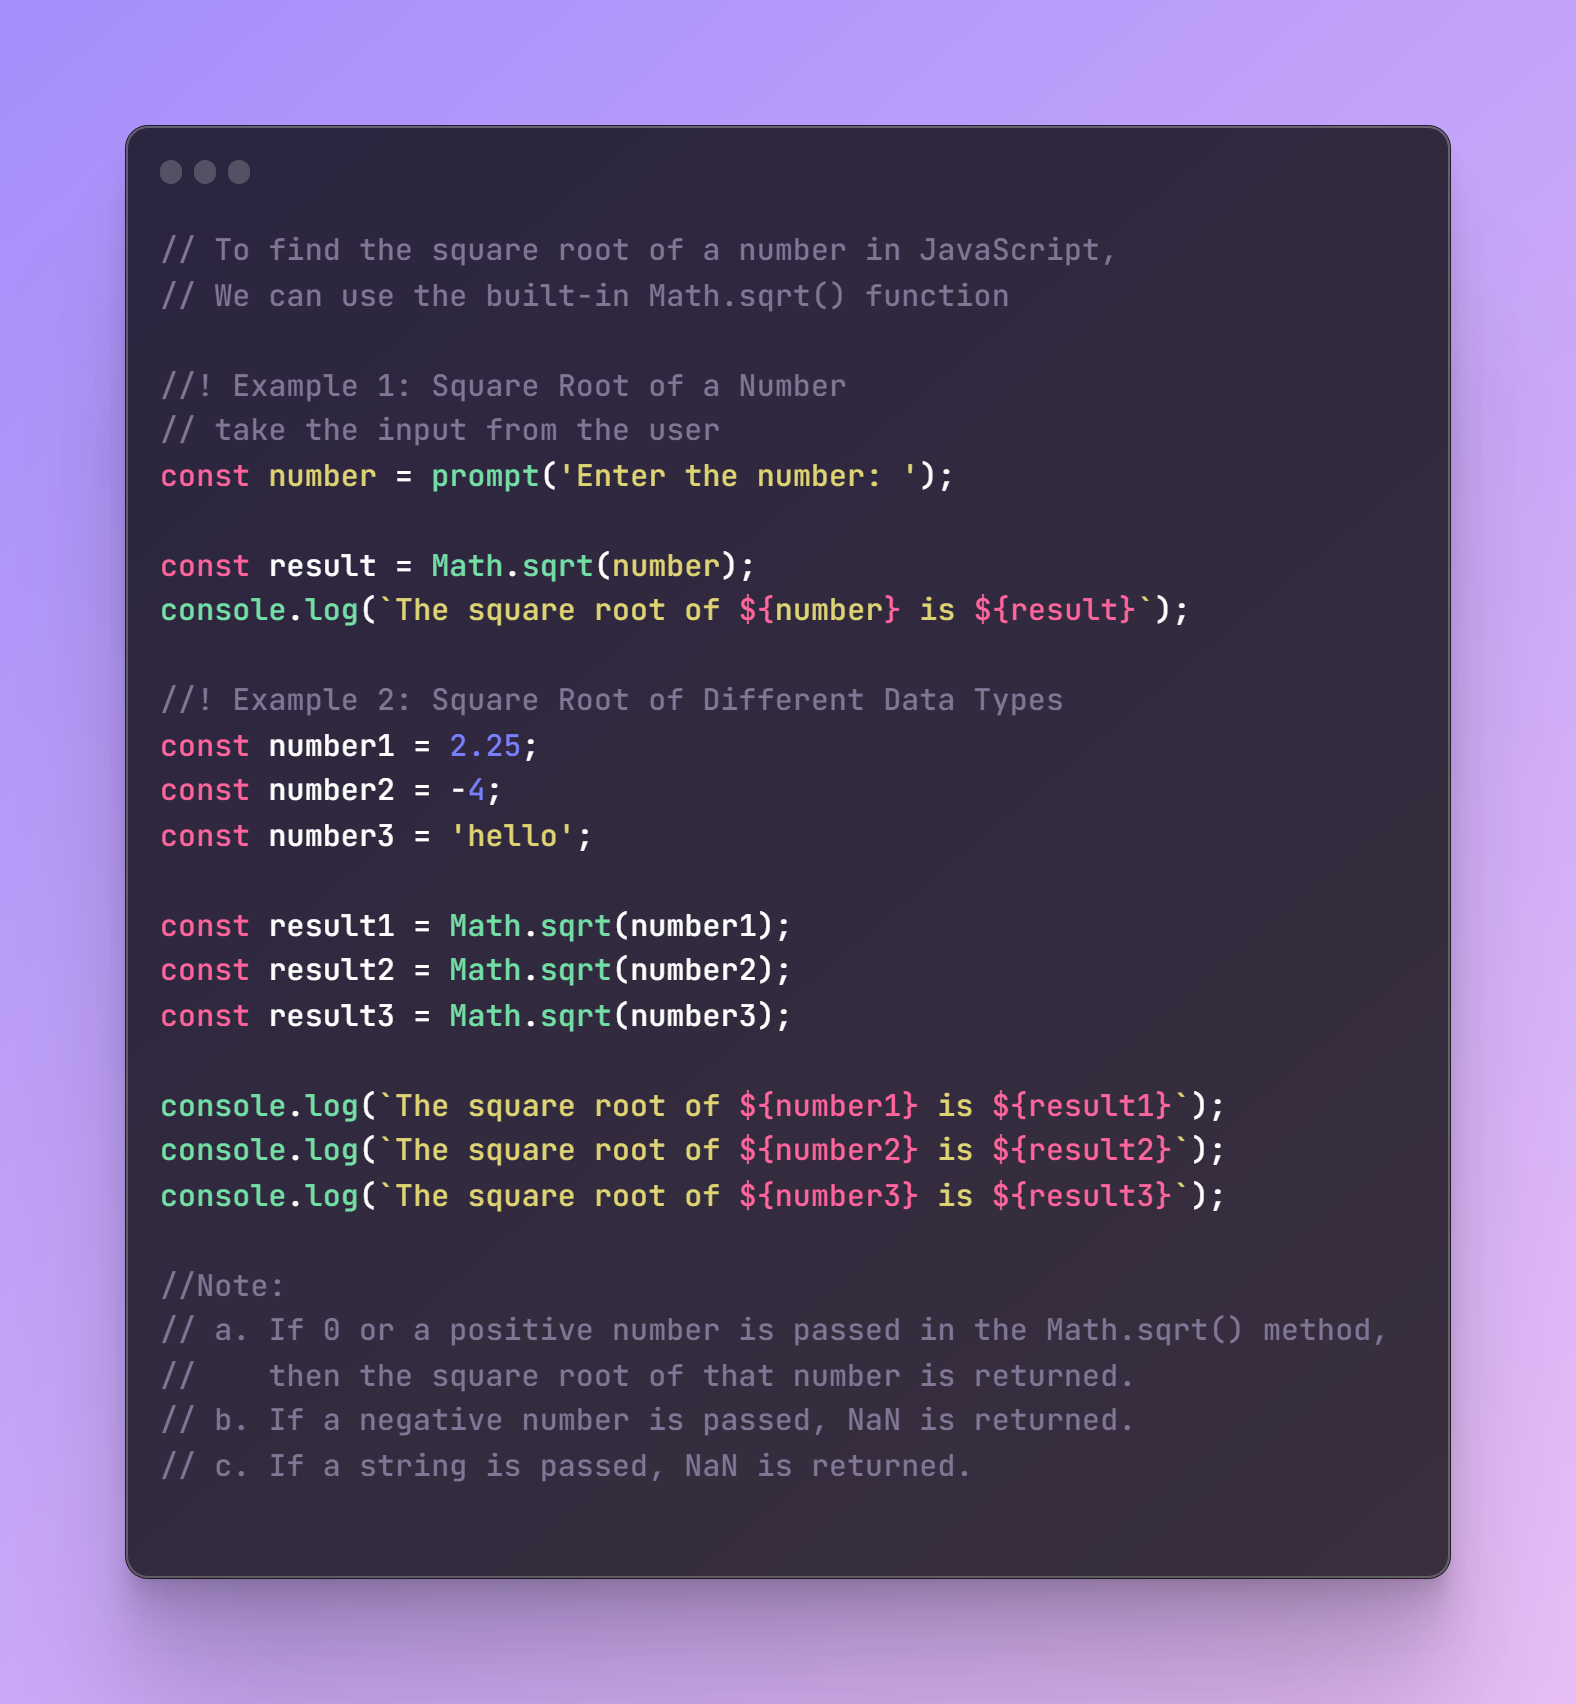 // To find the square root of a number in JavaScript,
// We can use the built-in Math.sqrt() function
//! Example 1: Square Root of a Number
// take the input from the user
const number = prompt('Enter the number: ');
const result = Math.sqrt(number);
console.log(`The square root of ${number} is ${result}`);
//! Example 2: Square Root of Different Data Types
const number1 = 2.25;
const number2 = -4;
const number3 = 'hello';
const result1 = Math.sqrt(number1);
const result2 = Math.sqrt(number2);
const result3 = Math.sqrt(number3);
console.log(`The square root of ${number1} is ${result1}`);
console.log(`The square root of ${number2} is ${result2}`);
console.log(`The square root of ${number3} is ${result3}`);
//Note:
// a. If 0 or a positive number is passed in the Math.sqrt() method,
//    then the square root of that number is returned.
// b. If a negative number is passed, NaN is returned.
// c. If a string is passed, NaN is returned.